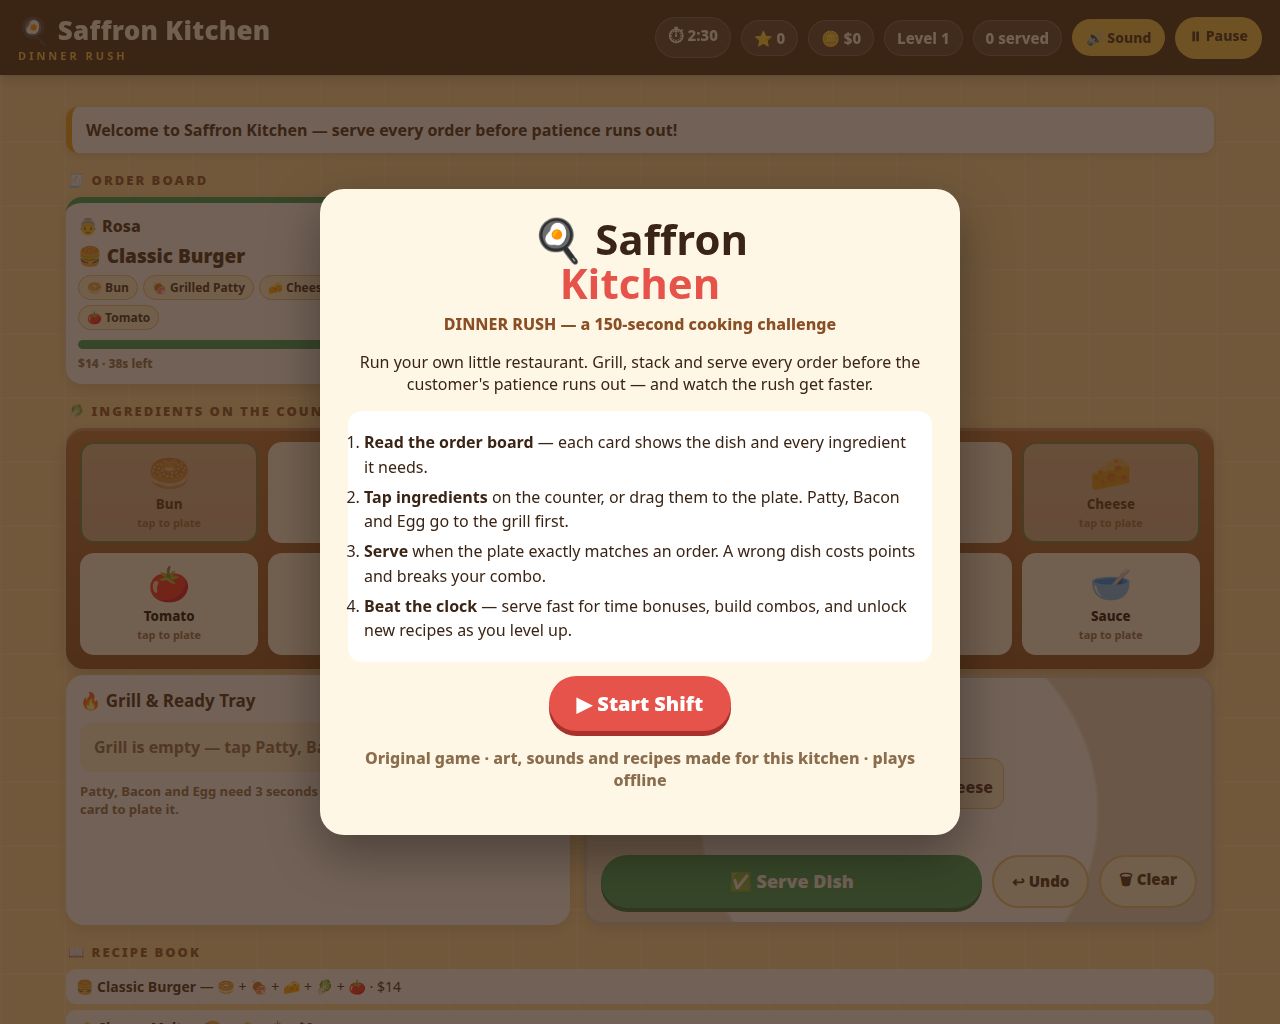 Saffron Kitchen
DINNER RUSH
2:30
0
$0
Level 1
0 served
Sound
Pause
Welcome to Saffron Kitchen — serve every order before patience runs out!
ORDER BOARD
Rosa
Classic Burger
Bun
Grilled Patty
Tomato
$14 · 38s left
INGREDIENTS ON THE
Bun
tap to plate
Cheese
tap to plate
Tomato
tap to plate
Sauce
tap to plate
Grill & Ready Tray
Grill is empty — tap Patty,
Patty, Bacon and Egg need 3 seconds
card to plate it.
Serve Dish
Undo
Clear
RECIPE BOOK
Classic Burger — + + + + · $14
Saffron
Kitchen
DINNER RUSH — a 150-second cooking challenge
Run your own little restaurant. Grill, stack and serve every order before the
customer's patience runs out — and watch the rush get faster.
1. Read the order board — each card shows the dish and every ingredient
it needs.
2. Tap ingredients on the counter, or drag them to the plate. Patty, Bacon
and Egg go to the grill first.
3. Serve when the plate exactly matches an order. A wrong dish costs points
and breaks your combo.
4. Beat the clock — serve fast for time bonuses, build combos, and unlock
new recipes as you level up.
▶ Start Shift
Original game · art, sounds and recipes made for this kitchen · plays
offline